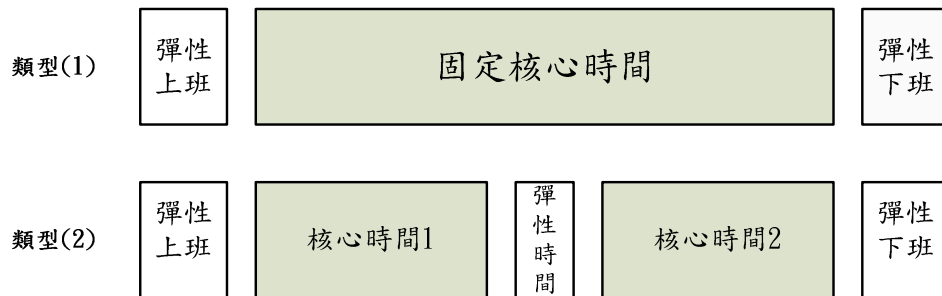 類型(1)
彈性
上班
固定核心時間
彈性
下班
類型(2)
彈性
上班
核心時間1
彈
性
時
間
核心時間2
彈性
下班